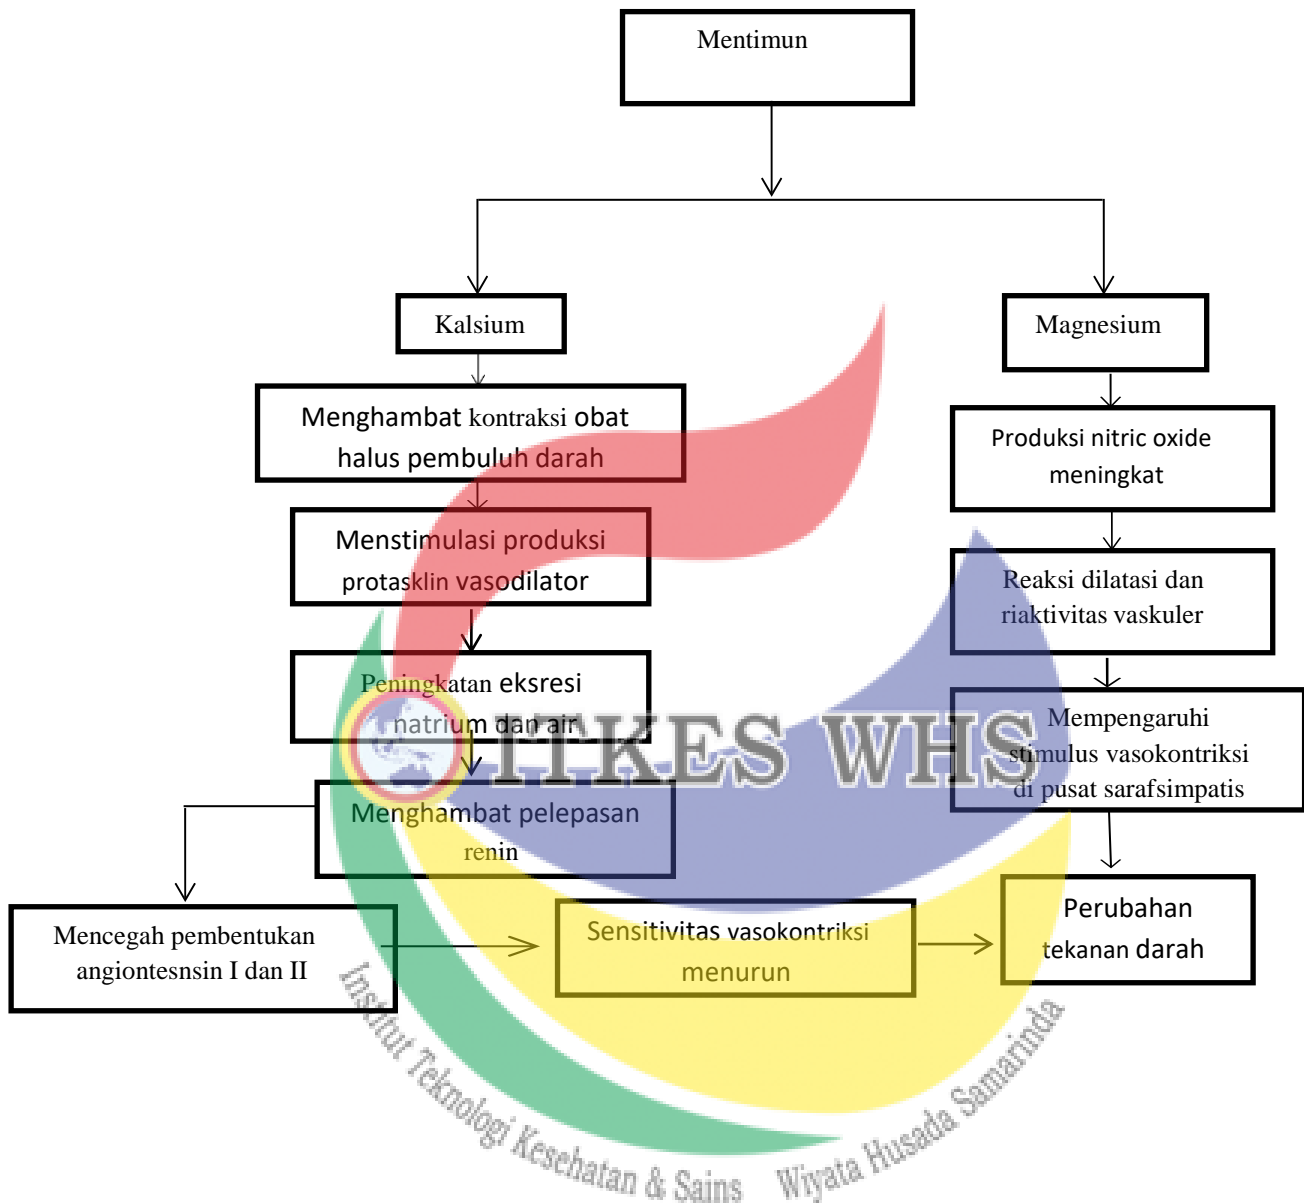 Mentimun
Kalsium
Magnesium
Menghambat kontraksi obat
halus pembuluh darah
Produksi nitric oxide
meningkat
Menstimulasi produksi
protasklin vasodilator
Reaksi dilatasi dan
riaktivitas vaskuler
Peningkatan eksresi
natrium dan air
Mempengaruhi
stimulus vasokontriksi
di pusat sarafsimpatis
ITKES WHS
Menghambat pelepasan
renin
Mencegah pembentukan
angiontesnsin I dan II
Sensitivitas vasokontriksi
menurun
Perubahan
tekanan darah
Institut Teknologi Kesehatan & Sains Wiyata Husada Samarinda